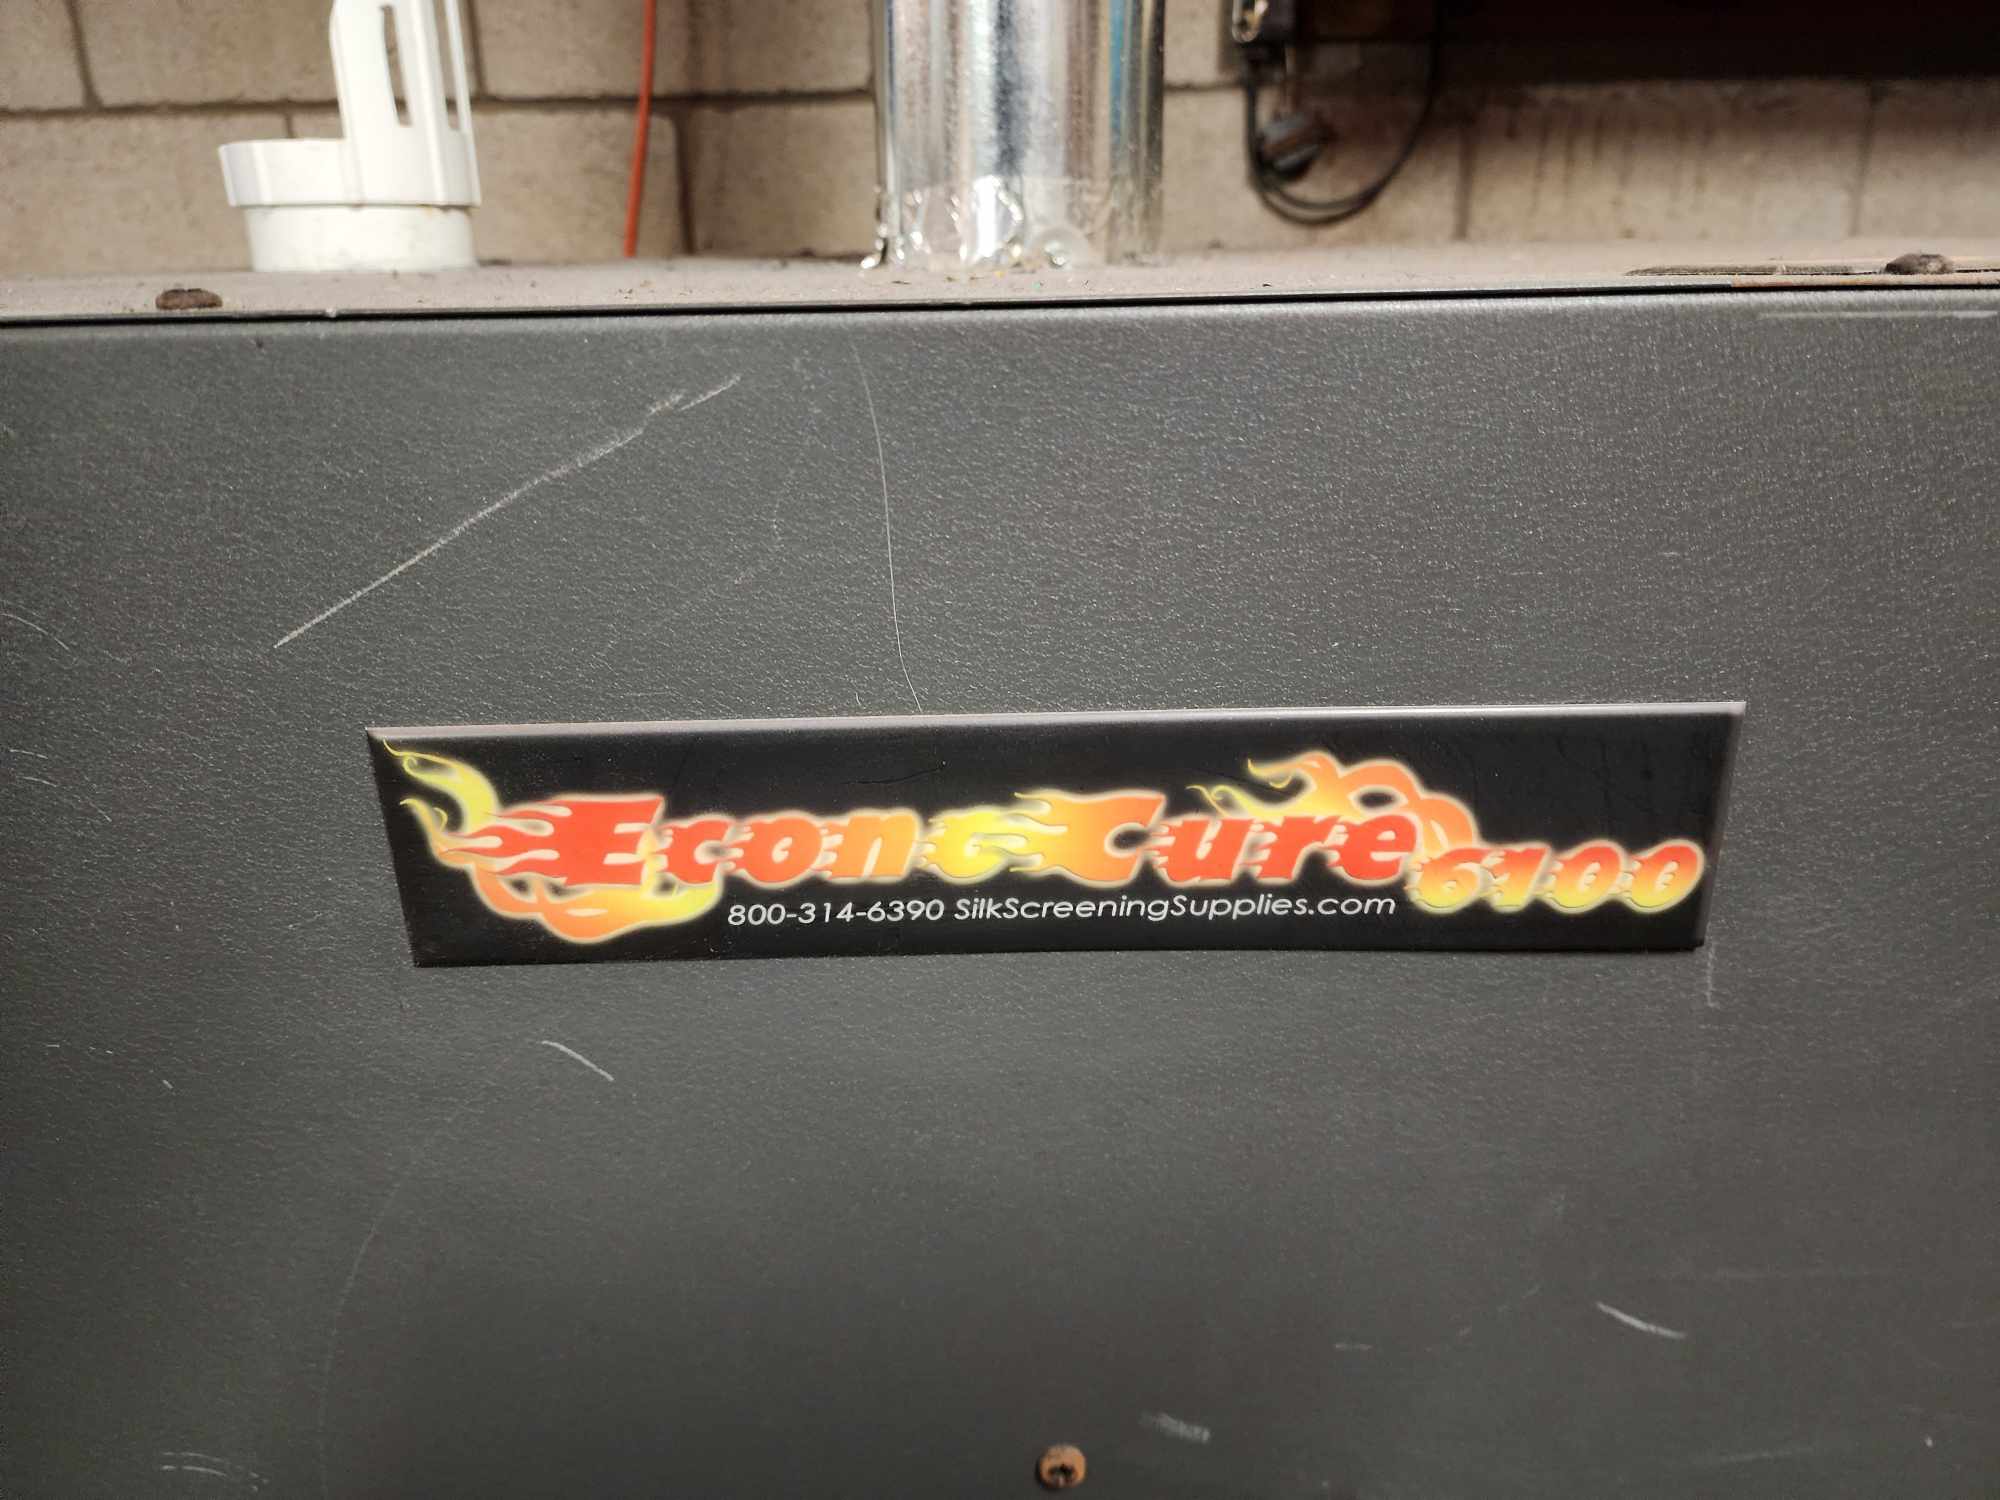 EconoCure 6100
800-314-6390 SilkScreeningSupplies.com